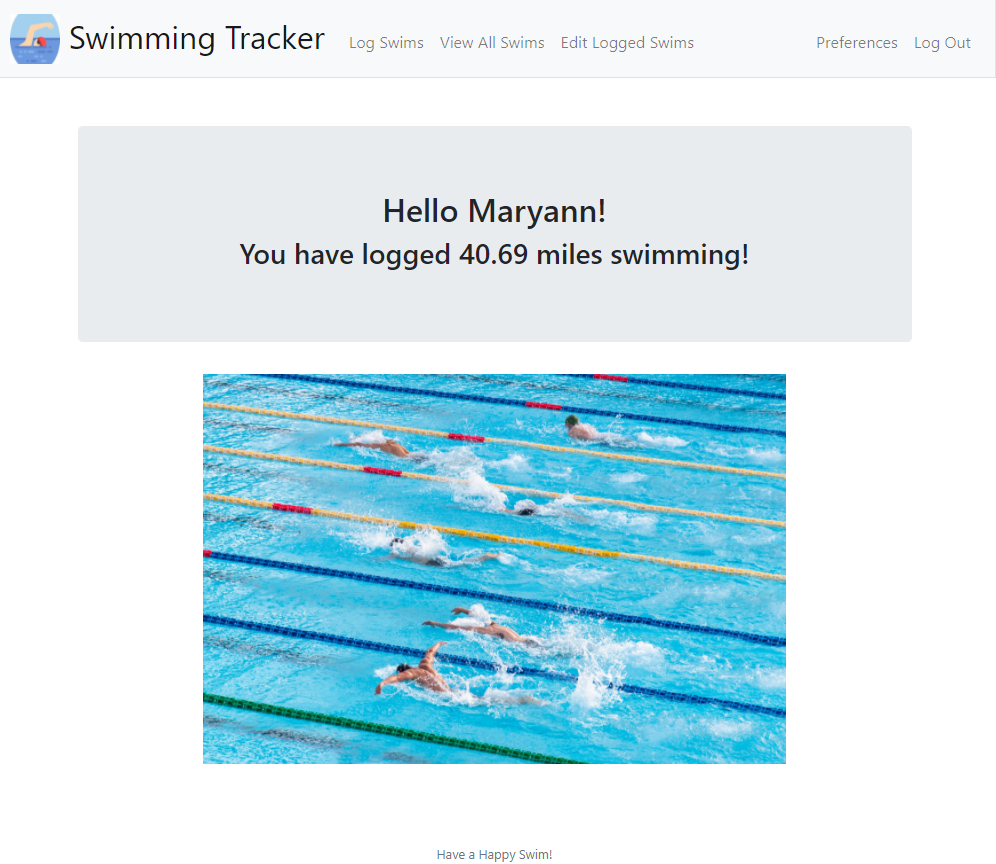 Swimming Tracker Log Swims View All Swims Edit Logged Swims Preferences Log Out
Hello Maryann!
You have logged 40.69 miles swimming!
Have a Happy Swim!